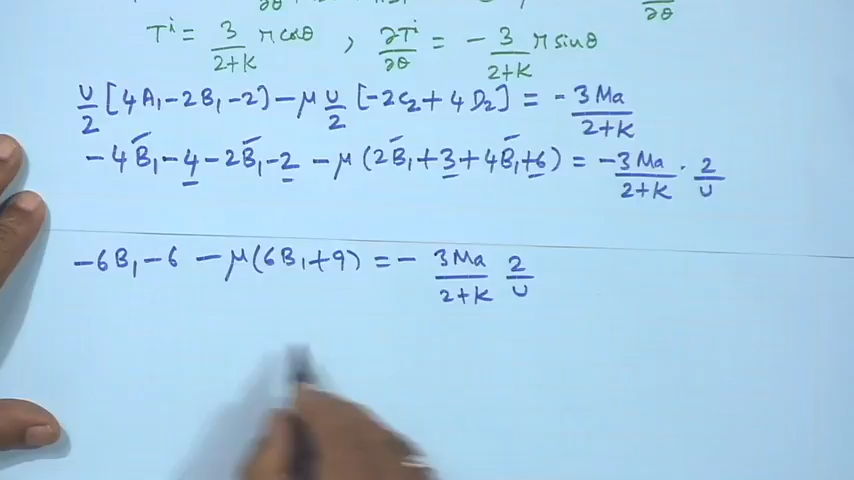 ∂θ ∂θ
Tⁱ = 3/(2+K) r cosθ , ∂Tⁱ/∂θ = - 3/(2+K) r sinθ
U/2 [4A₁-2B₁-2] - μ U/2 [-2C₂+4D₂] = - 3Ma/(2+K)
-4B₁-4-2B₁-2 -μ(2B₁+3+4B₁+6) = -3Ma/(2+K) · 2/U
-6B₁-6 -μ(6B₁+9) = - 3Ma/(2+K) 2/U